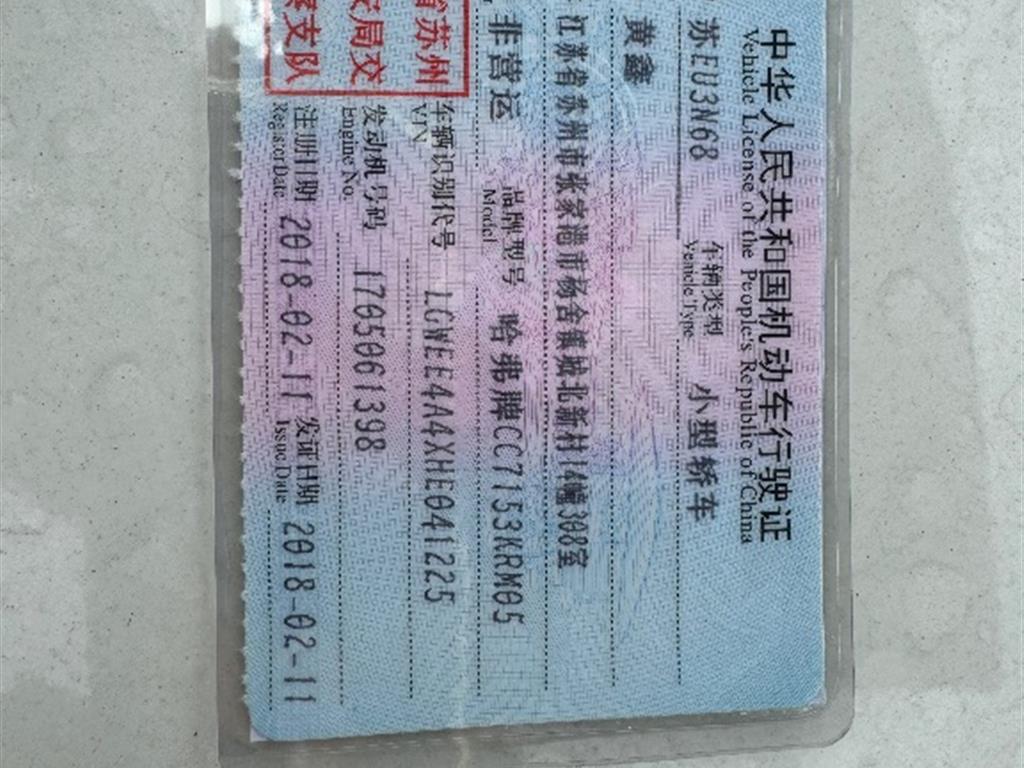 中华人民共和国机动车行驶证
Vehicle License of the People's Republic of China
苏EU3N68 车辆类型 小型轿车
Vehicle Type
黄鑫
江苏省苏州市张家港市杨舍镇城北新村14幢308室
非营运 品牌型号 哈弗牌CC7153KRM05
Model
车辆识别代号 LGWEE4A4XHE041225
VIN
发动机号码 1705061398
Engine No.
注册日期 2018-02-11 发证日期 2018-02-11
Register Date Issue Date
省苏州
局交
支队